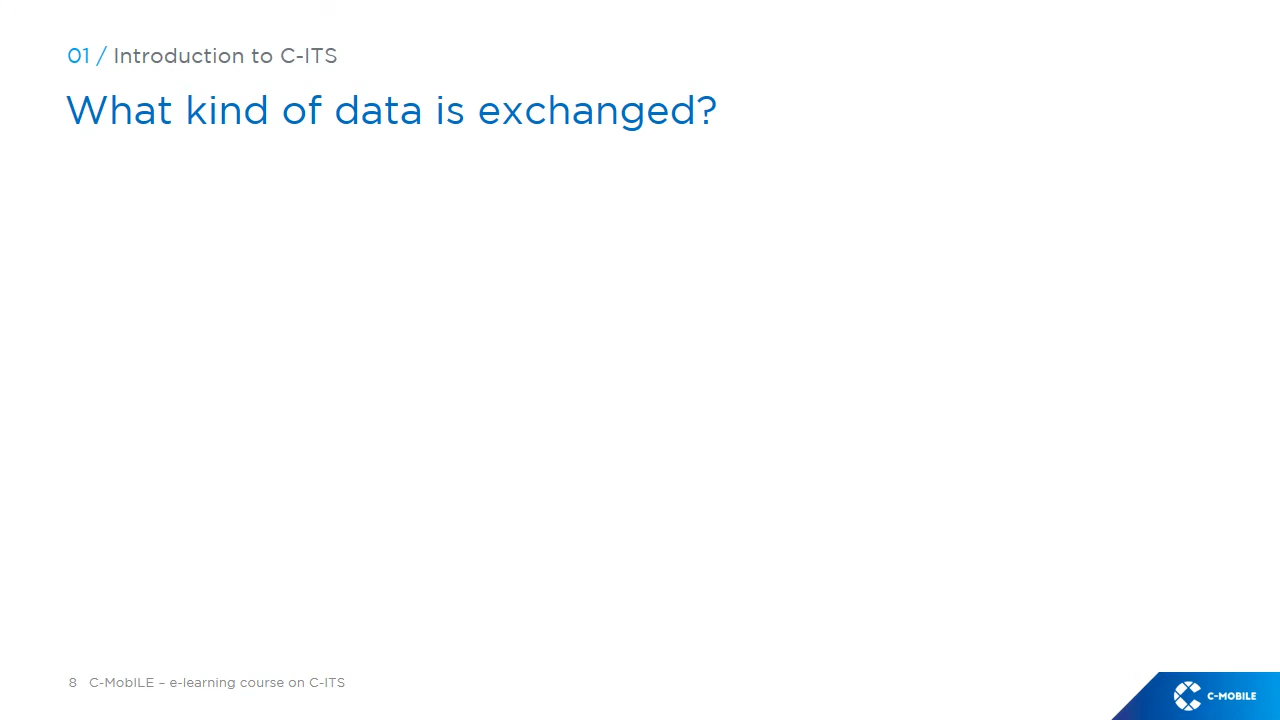 01 / Introduction to C-ITS
What kind of data is exchanged?
8 C-MobILE – e-learning course on C-ITS
C-MOBILE